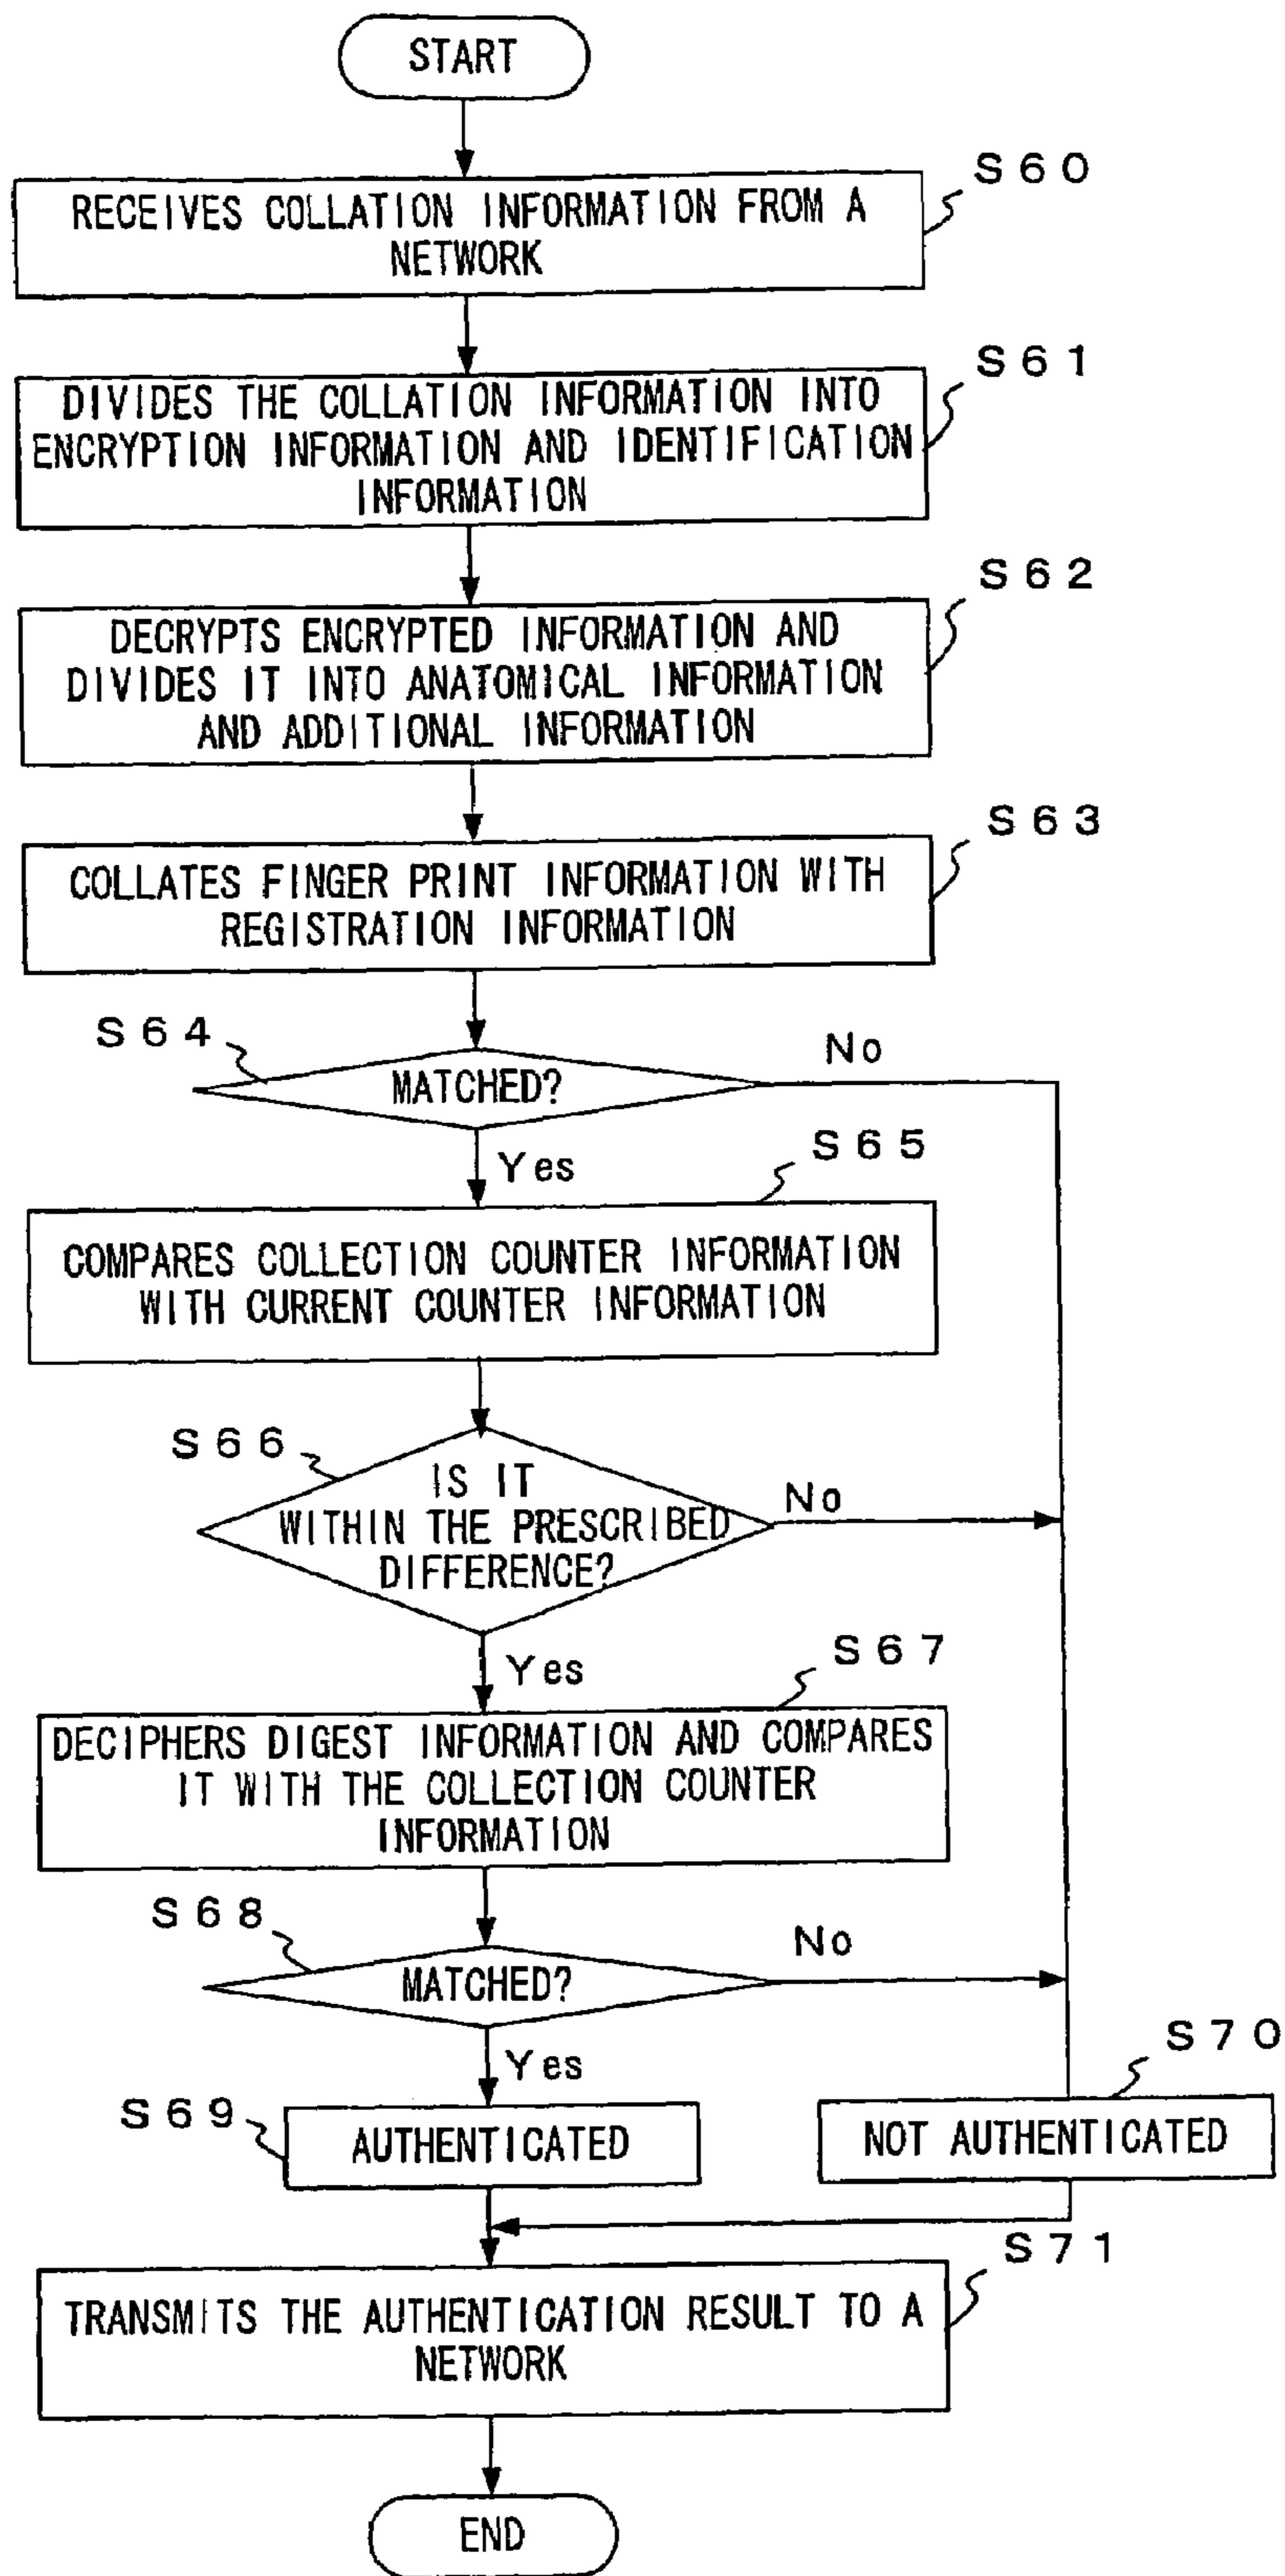 START
S60
RECEIVES COLLATION INFORMATION FROM A
NETWORK
S61
DIVIDES THE COLLATION INFORMATION INTO
ENCRYPTION INFORMATION AND IDENTIFICATION
INFORMATION
S62
DECRYPTS ENCRYPTED INFORMATION AND
DIVIDES IT INTO ANATOMICAL INFORMATION
AND ADDITIONAL INFORMATION
S63
COLLATES FINGER PRINT INFORMATION WITH
REGISTRATION INFORMATION
S64
MATCHED?
No
Yes
S65
COMPARES COLLECTION COUNTER INFORMATION
WITH CURRENT COUNTER INFORMATION
S66
IS IT
WITHIN THE PRESCRIBED
DIFFERENCE?
No
Yes
S67
DECIPHERS DIGEST INFORMATION AND COMPARES
IT WITH THE COLLECTION COUNTER
INFORMATION
S68
MATCHED?
No
Yes
S69
AUTHENTICATED
S70
NOT AUTHENTICATED
S71
TRANSMITS THE AUTHENTICATION RESULT TO A
NETWORK
END